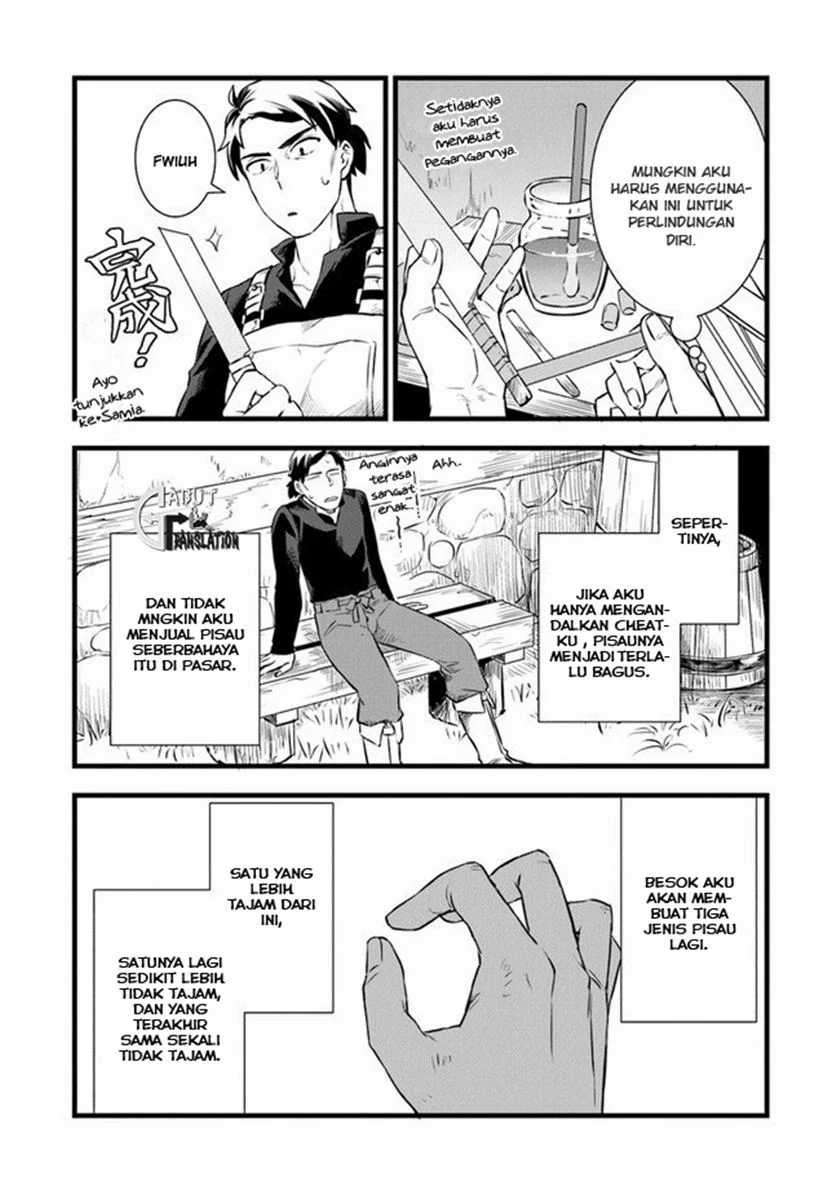 Setidaknya
aku harus
membuat
pegangannya.
MUNGKIN AKU
HARUS MENGGUNA-
KAN INI UNTUK
PERLINDUNGAN
DIRI.
FWIUH
完成!
Ayo
tunjukkan
ke Samia
SEPER-
TINYA,
JIKA AKU
HANYA MENGAN-
DALKAN CHEAT-
KU , PISAUNYA
MENJADI TERLA-
LU BAGUS.
Ahh..
Anginnya
terasa
sangat
enak...
TRANSLATION
DAN TIDAK
MNGKIN AKU
MENJUAL PISAU
SEBERBAHAYA
ITU DI PASAR.
BESOK AKU
AKAN MEM-
BUAT TIGA
JENIS PISAU
LAGI.
SATU YANG
LEBIH
TAJAM DARI
INI,
SATUNYA LAGI
SEDIKIT LEBIH
TIDAK TAJAM,
DAN YANG
TERAKHIR
SAMA SEKALI
TIDAK TAJAM.